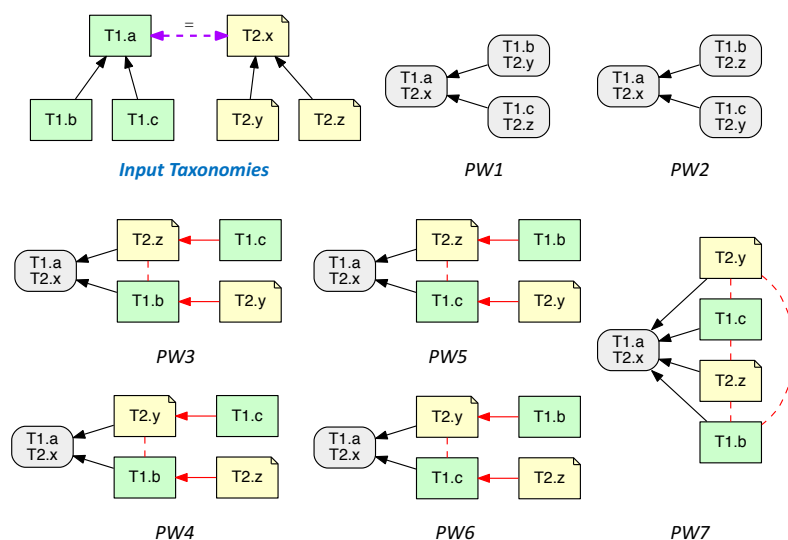 =
T1.a
T2.x
T1.b
T1.c
T2.y
T2.z
Input Taxonomies
T1.a
T2.x
T1.b
T2.y
T1.c
T2.z
PW1
T1.a
T2.x
T1.b
T2.z
T1.c
T2.y
PW2
T1.a
T2.x
T2.z
T1.c
T1.b
T2.y
PW3
T1.a
T2.x
T2.z
T1.b
T1.c
T2.y
PW5
T2.y
T1.c
T1.a
T2.x
T2.z
T1.b
PW7
T1.a
T2.x
T2.y
T1.c
T1.b
T2.z
PW4
T1.a
T2.x
T2.y
T1.b
T1.c
T2.z
PW6